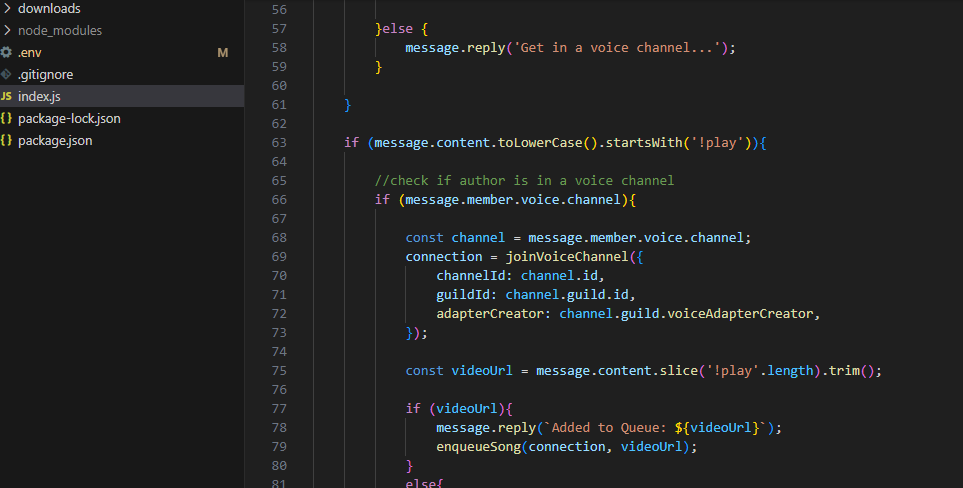 downloads
node_modules
.env M
.gitignore
JS index.js
{} package-lock.json
{} package.json
56
57 }else {
58 message.reply('Get in a voice channel...');
59 }
60
61 }
62
63 if (message.content.toLowerCase().startsWith('!play')){
64
65 //check if author is in a voice channel
66 if (message.member.voice.channel){
67
68 const channel = message.member.voice.channel;
69 connection = joinVoiceChannel({
70 channelId: channel.id,
71 guildId: channel.guild.id,
72 adapterCreator: channel.guild.voiceAdapterCreator,
73 });
74
75 const videoUrl = message.content.slice('!play'.length).trim();
76
77 if (videoUrl){
78 message.reply(`Added to Queue: ${videoUrl}`);
79 enqueueSong(connection, videoUrl);
80 }
81 else{